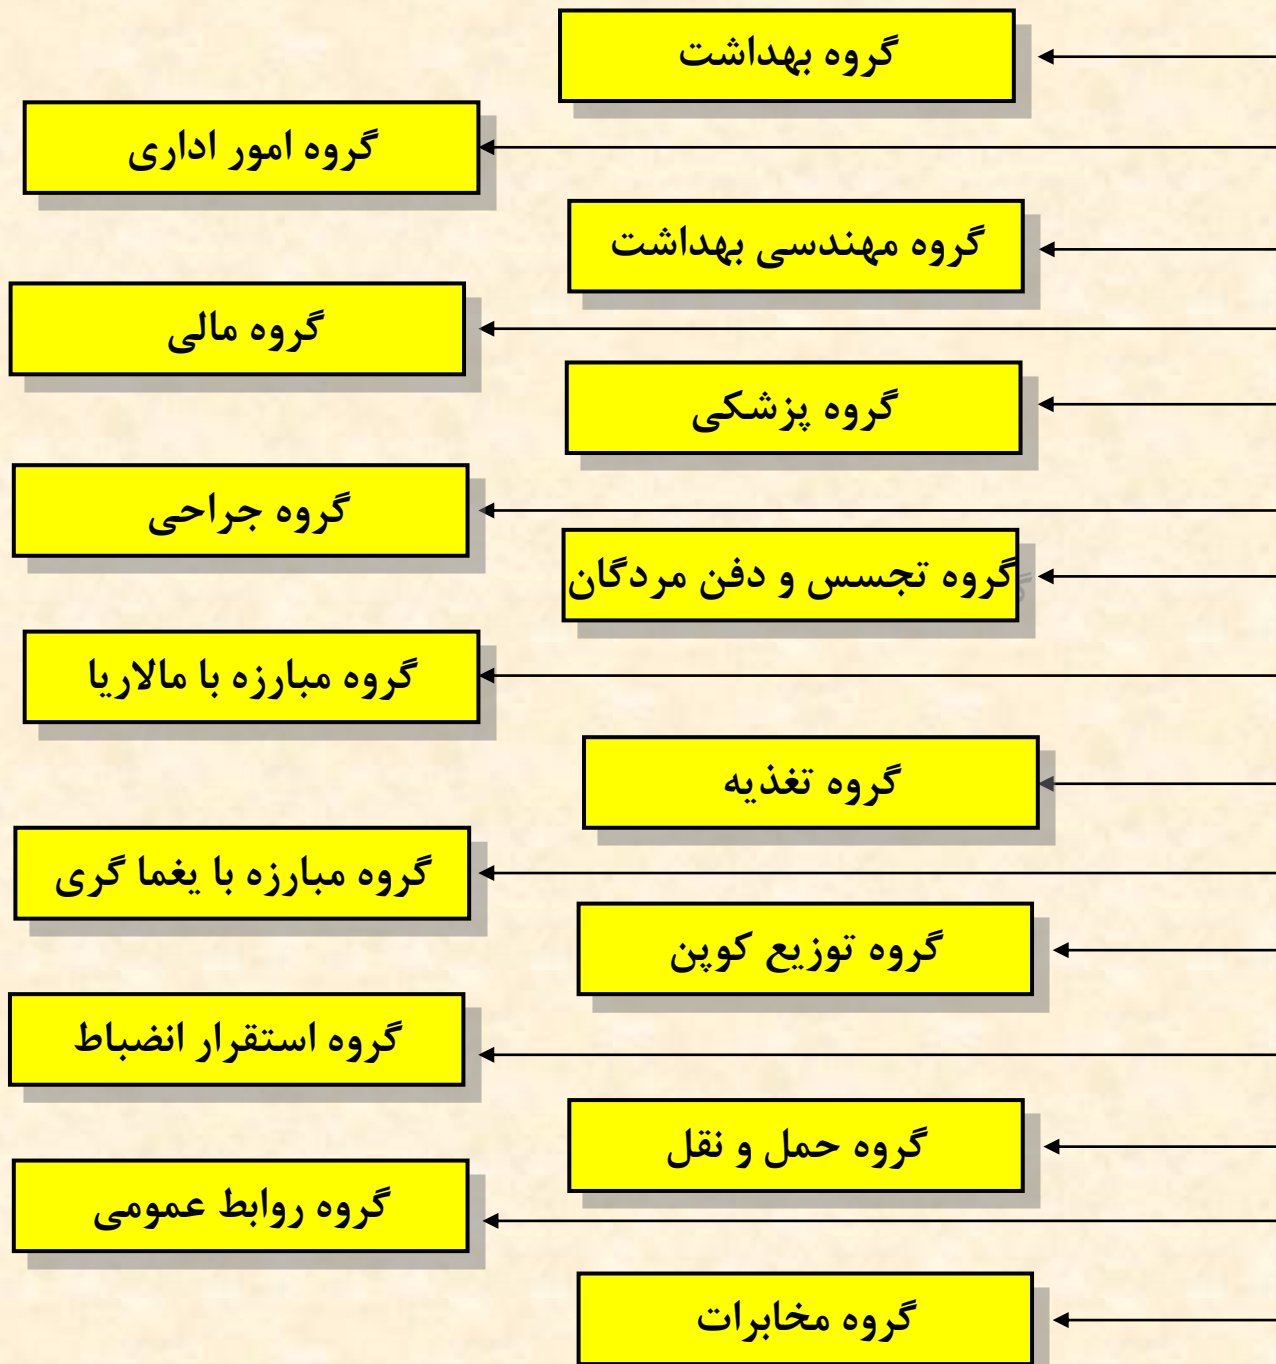 گروه بهداشت
گروه امور اداری
گروه مهندسی بهداشت
گروه مالی
گروه پزشکی
گروه جراحی
گروه تجسس و دفن مردگان
گروه مبارزه با مالاریا
گروه تغذیه
گروه مبارزه با یغما گری
گروه توزیع کوپن
گروه استقرار انضباط
گروه حمل و نقل
گروه روابط عمومی
گروه مخابرات